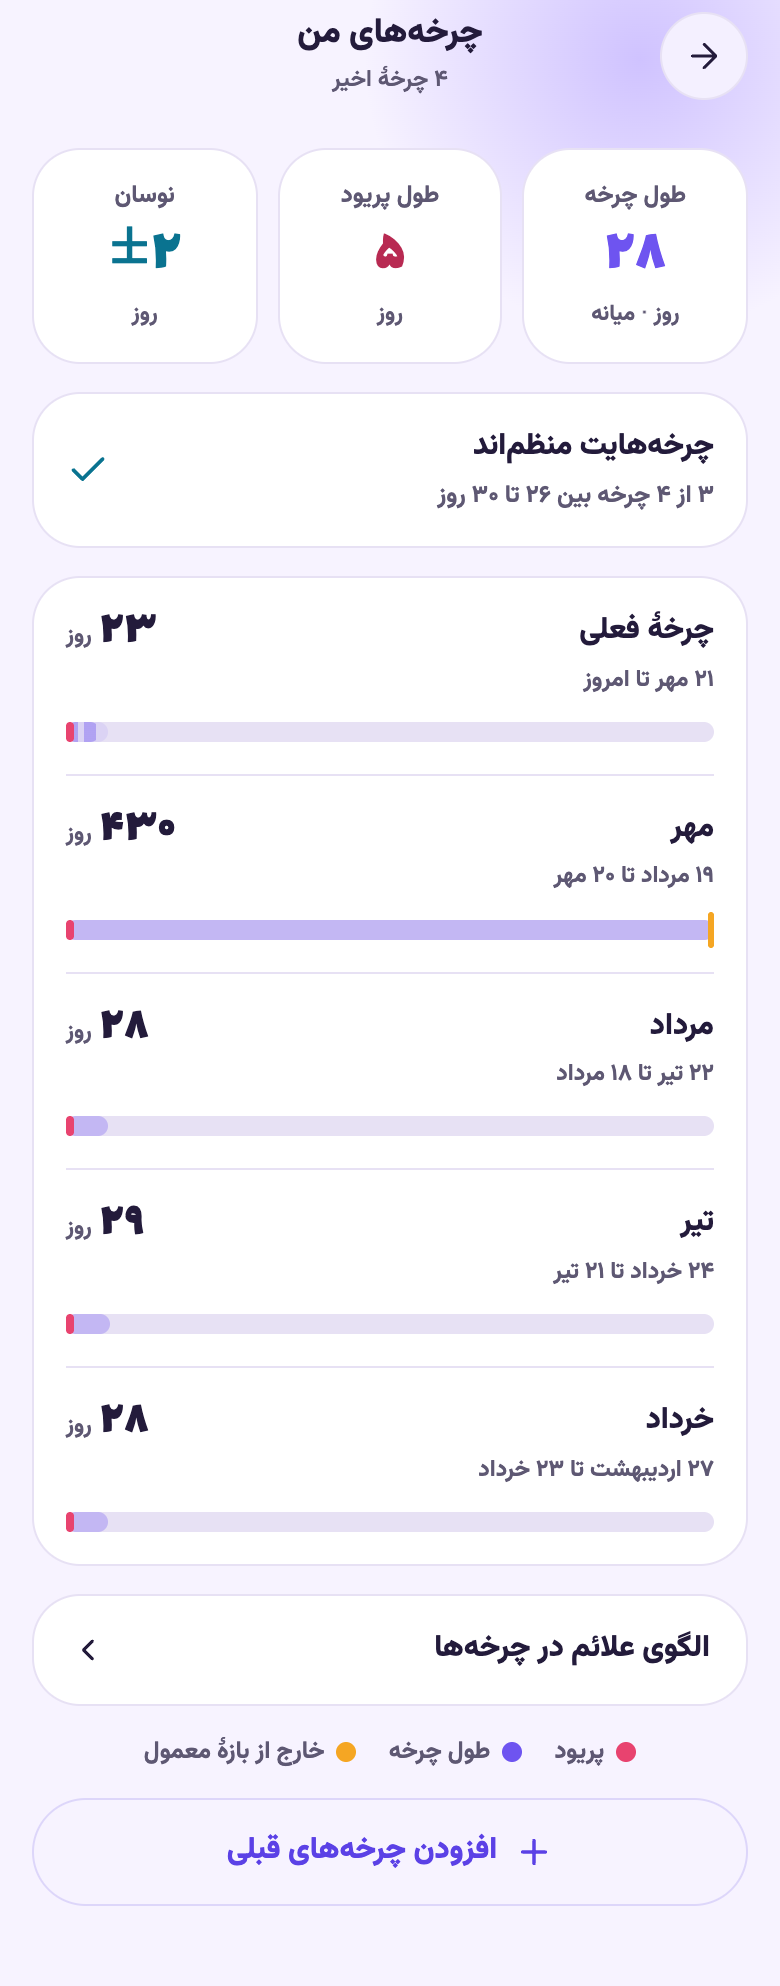 چرخه‌های من
۴ چرخهٔ اخیر
طول چرخه
۲۸
روز · میانه
طول پریود
۵
روز
نوسان
±۲
روز
چرخه‌هایت منظم‌اند
۳ از ۴ چرخه بین ۲۶ تا ۳۰ روز
چرخهٔ فعلی
۲۳ روز
۲۱ مهر تا امروز
مهر
۴۳۰ روز
۱۹ مرداد تا ۲۰ مهر
مرداد
۲۸ روز
۲۲ تیر تا ۱۸ مرداد
تیر
۲۹ روز
۲۴ خرداد تا ۲۱ تیر
خرداد
۲۸ روز
۲۷ اردیبهشت تا ۲۳ خرداد
الگوی علائم در چرخه‌ها
پریود
طول چرخه
خارج از بازهٔ معمول
افزودن چرخه‌های قبلی